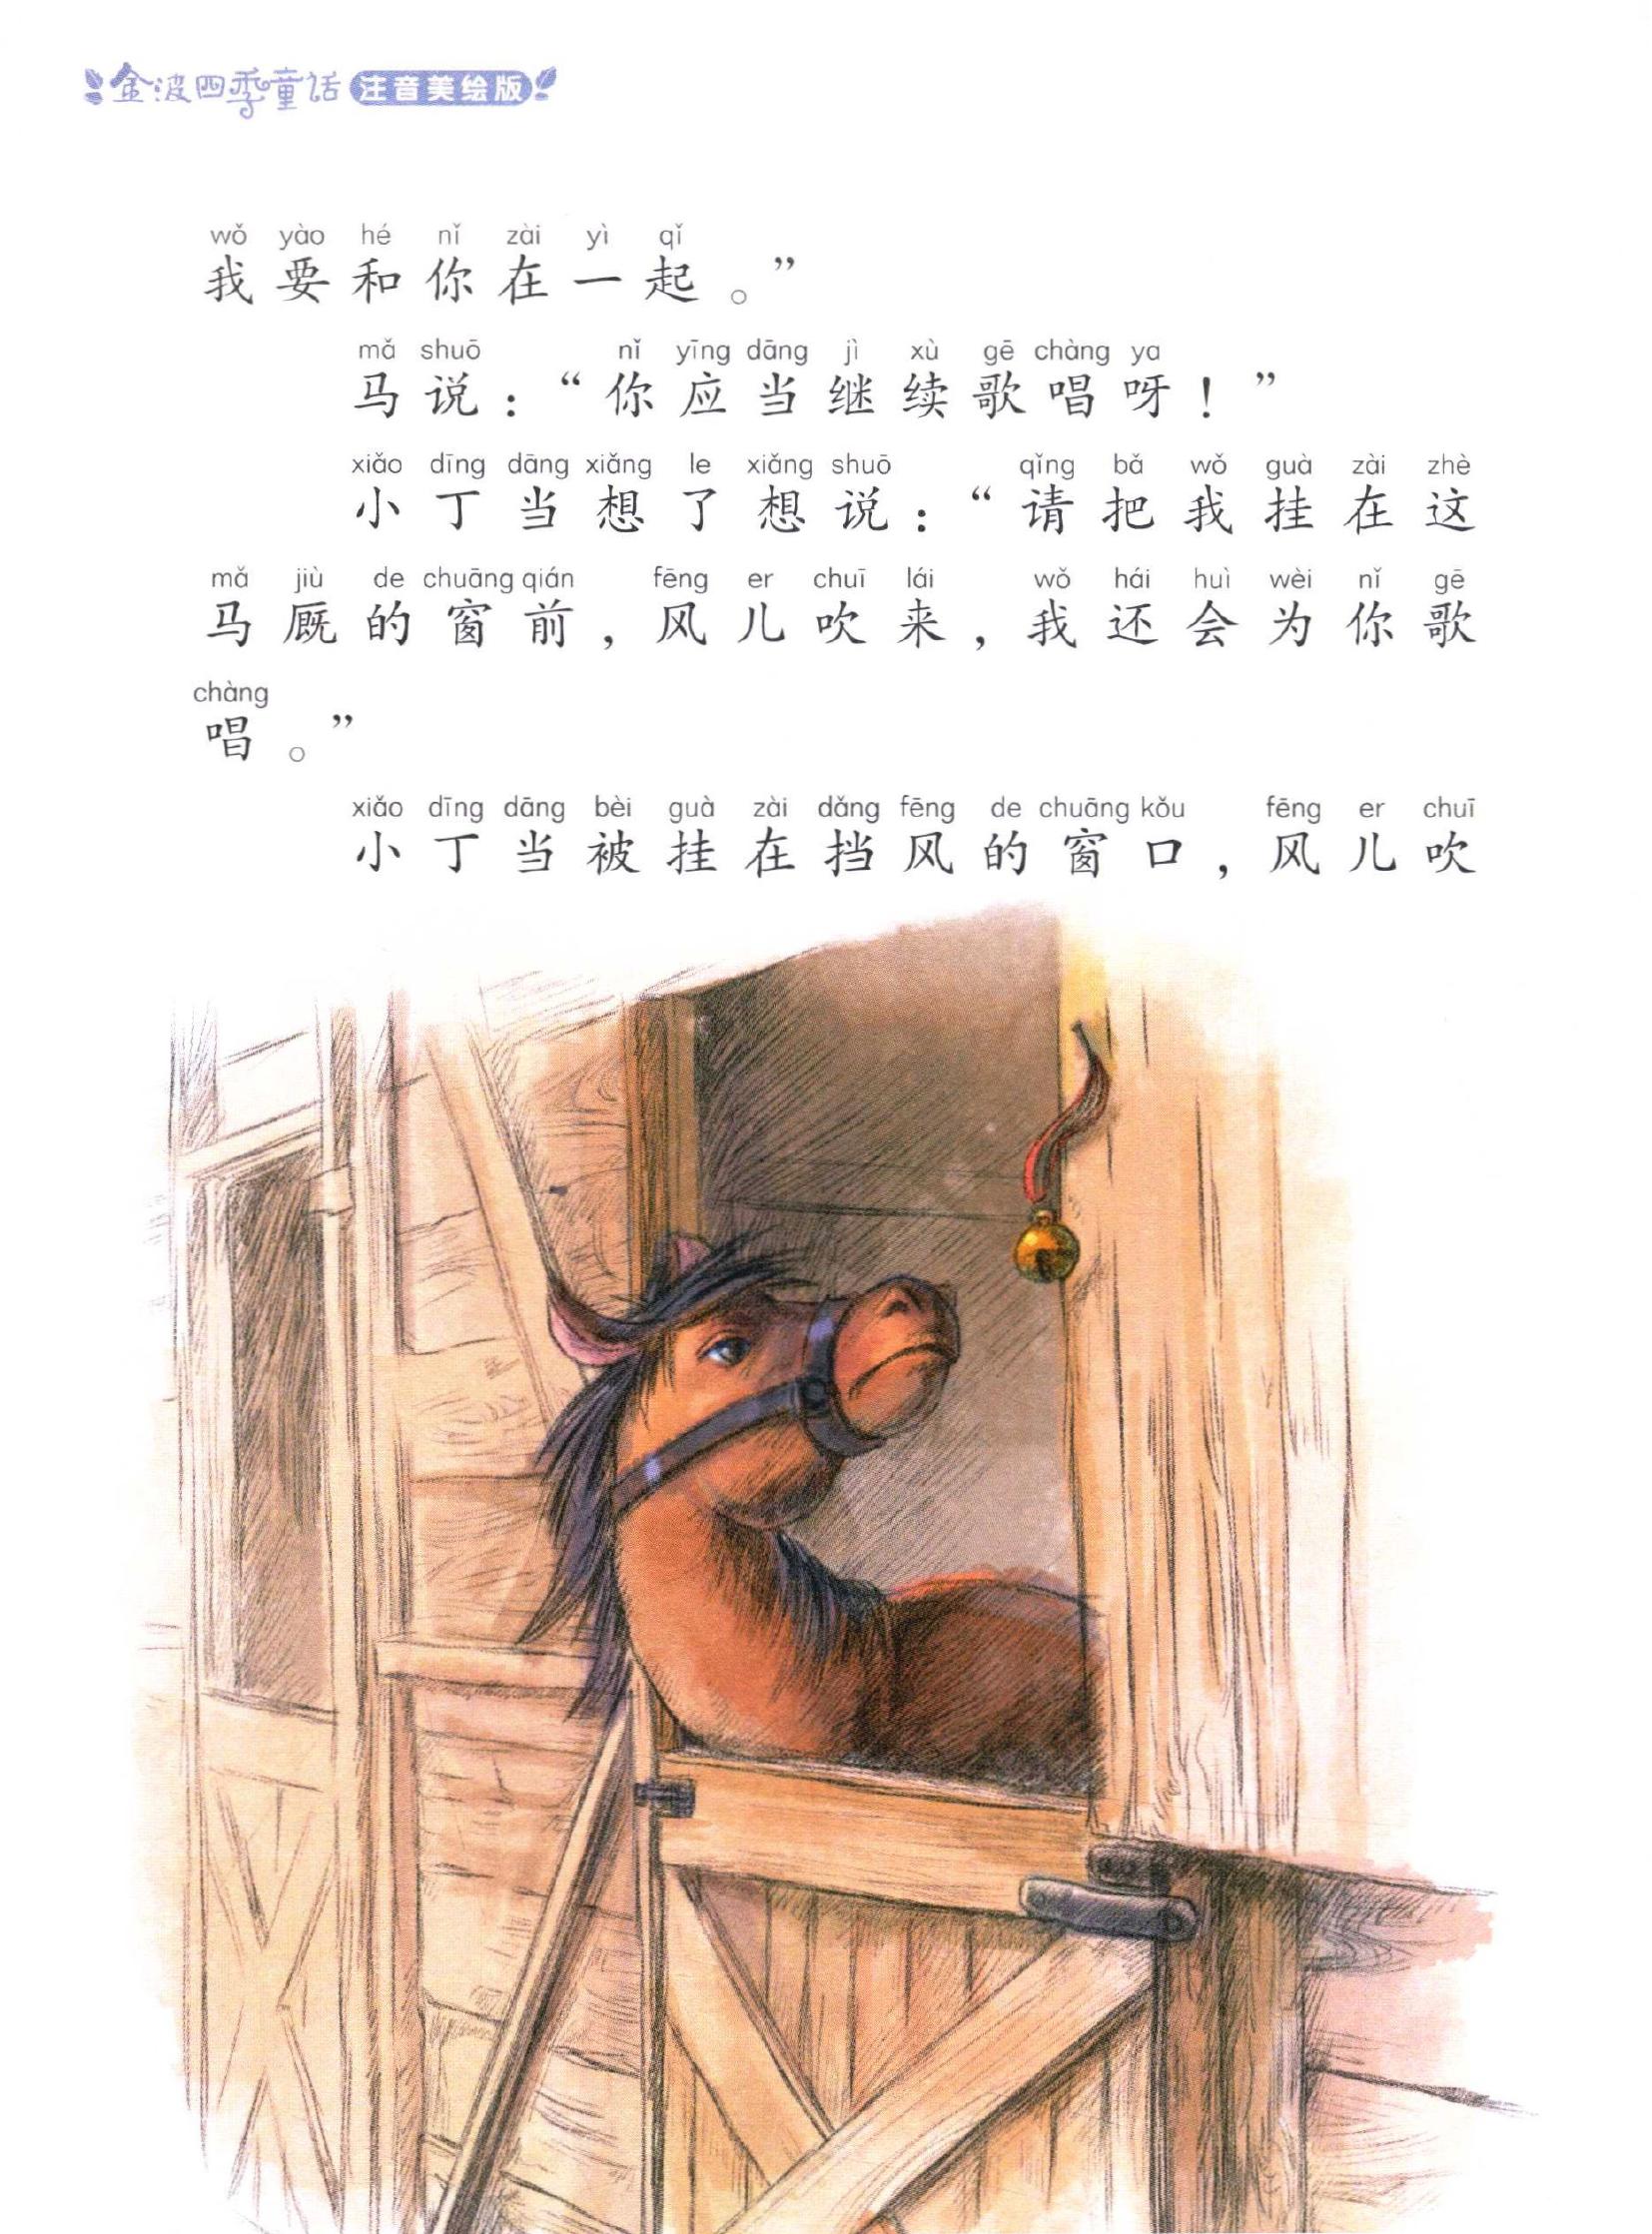 金波四季童话 注音美绘版
wǒ yào hé nǐ zài yì qǐ
我要和你在一起。”
mǎ shuō nǐ yīng dāng jì xù gē chàng ya
马说：“你应当继续歌唱呀！”
xiǎo dīng dāng xiǎng le xiǎng shuō qǐng bǎ wǒ guà zài zhè
小丁当想了想说：“请把我挂在这
mǎ jiù de chuāng qián fēng er chuī lái wǒ hái huì wèi nǐ gē
马厩的窗前，风儿吹来，我还会为你歌
chàng
唱。”
xiǎo dīng dāng bèi guà zài dǎng fēng de chuāng kǒu fēng er chuī
小丁当被挂在挡风的窗口，风儿吹